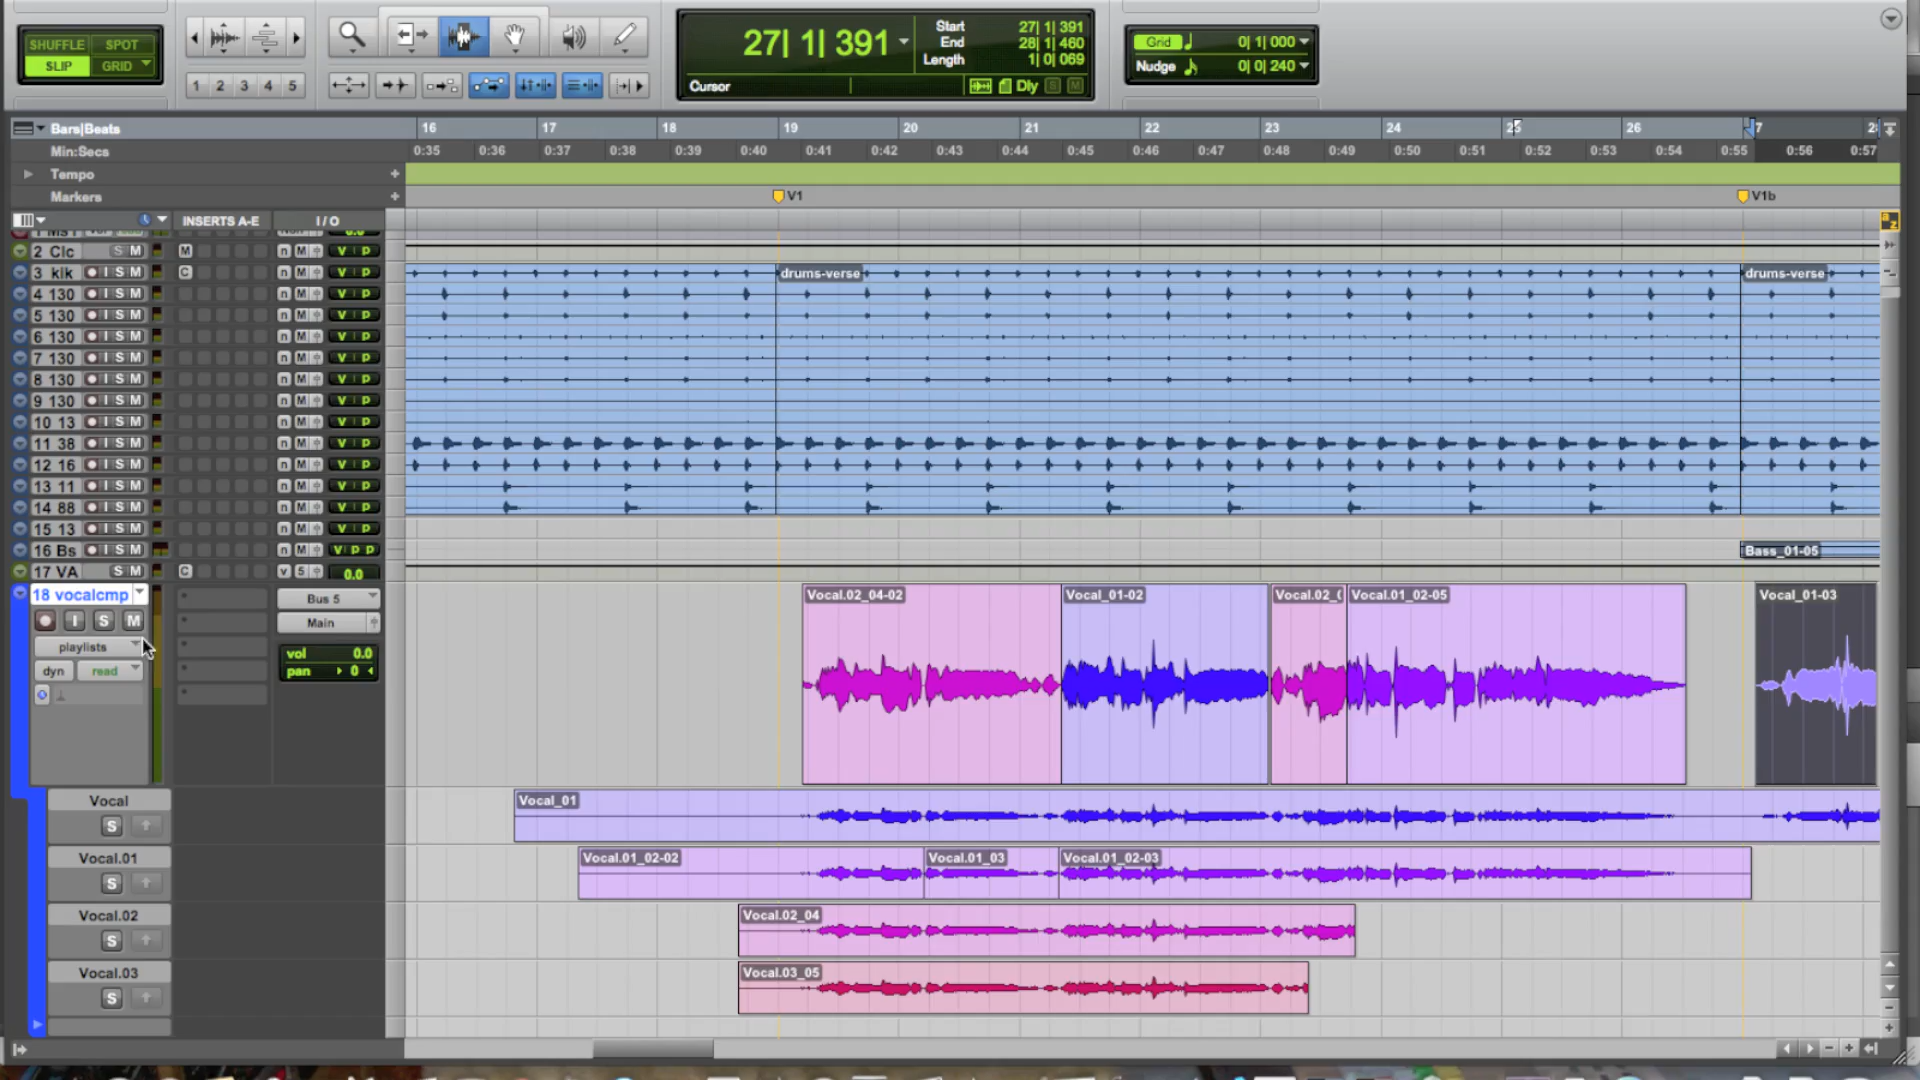 SHUFFLE SPOT
SLIP GRID
1 2 3 4 5
27| 1| 391
Start 27| 1| 391
End 28| 1| 460
Length 1| 0| 069
Cursor
Dly S M
Grid 0| 1| 000
Nudge 0| 0| 240
Bars|Beats 16 17 18 19 20 21 22 23 24 25 26
Min:Secs 0:35 0:36 0:37 0:38 0:39 0:40 0:41 0:42 0:43 0:44 0:45 0:46 0:47 0:48 0:49 0:50 0:51 0:52 0:53 0:54 0:55 0:56 0:57
Tempo
Markers V1 V1b
INSERTS A-E I / O
a z
2 Clc S M M n M V P
3 klk I S M C n M V P drums-verse drums-verse
4 130 I S M n M V P
5 130 I S M n M V P
6 130 I S M n M V P
7 130 I S M n M V P
8 130 I S M n M V P
9 130 I S M n M V P
10 13 I S M n M V P
11 38 I S M n M V P
12 16 I S M n M V P
13 11 I S M n M V P
14 88 I S M n M V P
15 13 I S M n M V P
16 Bs I S M n M V P P Bass_01-05
17 VA S M C v 5 0.0
18 vocalcmp Bus 5 Vocal.02_04-02 Vocal_01-02 Vocal.02_ Vocal.01_02-05 Vocal_01-03
I S M Main
playlists vol 0.0
dyn read pan 0
Vocal Vocal_01
S
Vocal.01 Vocal.01_02-02 Vocal.01_03 Vocal.01_02-03
S
Vocal.02 Vocal.02_04
S
Vocal.03 Vocal.03_05
S